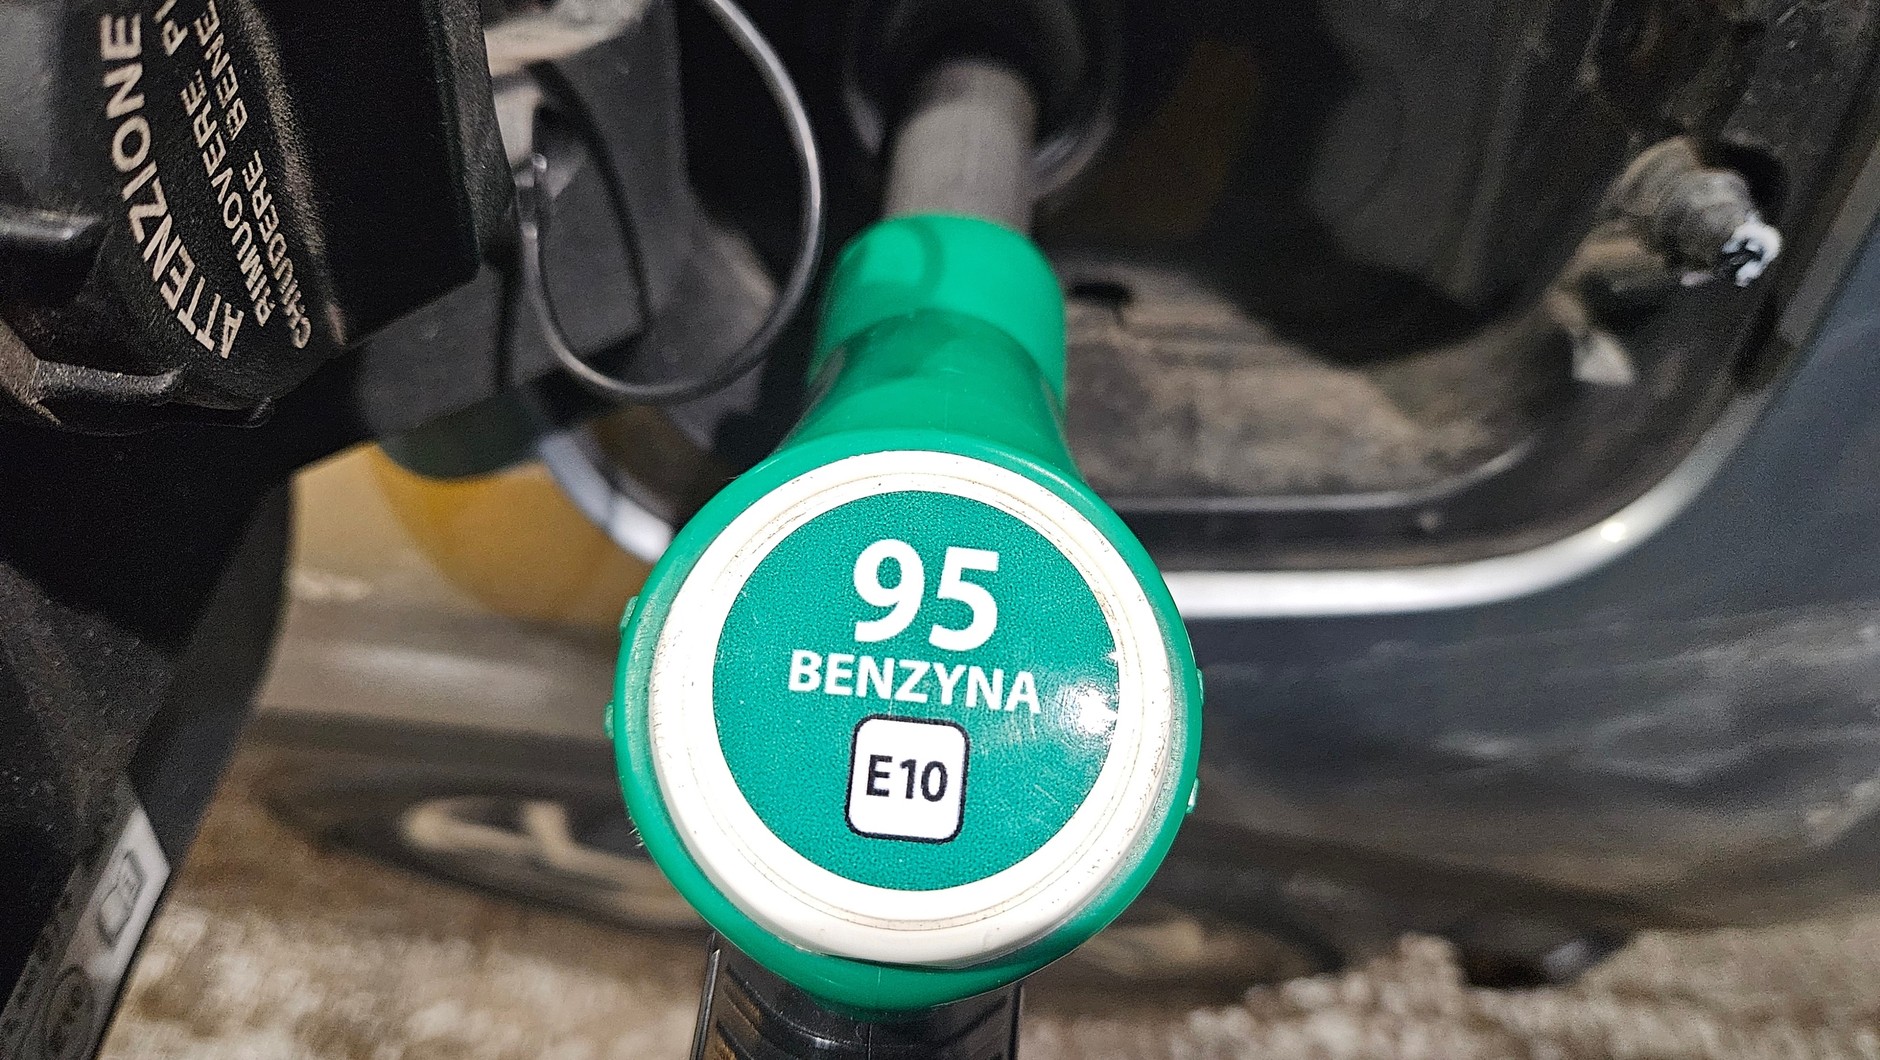 ATTENZIONE
RIMUOVERE
CHIUDERE BENE
95
BENZYNA
E10